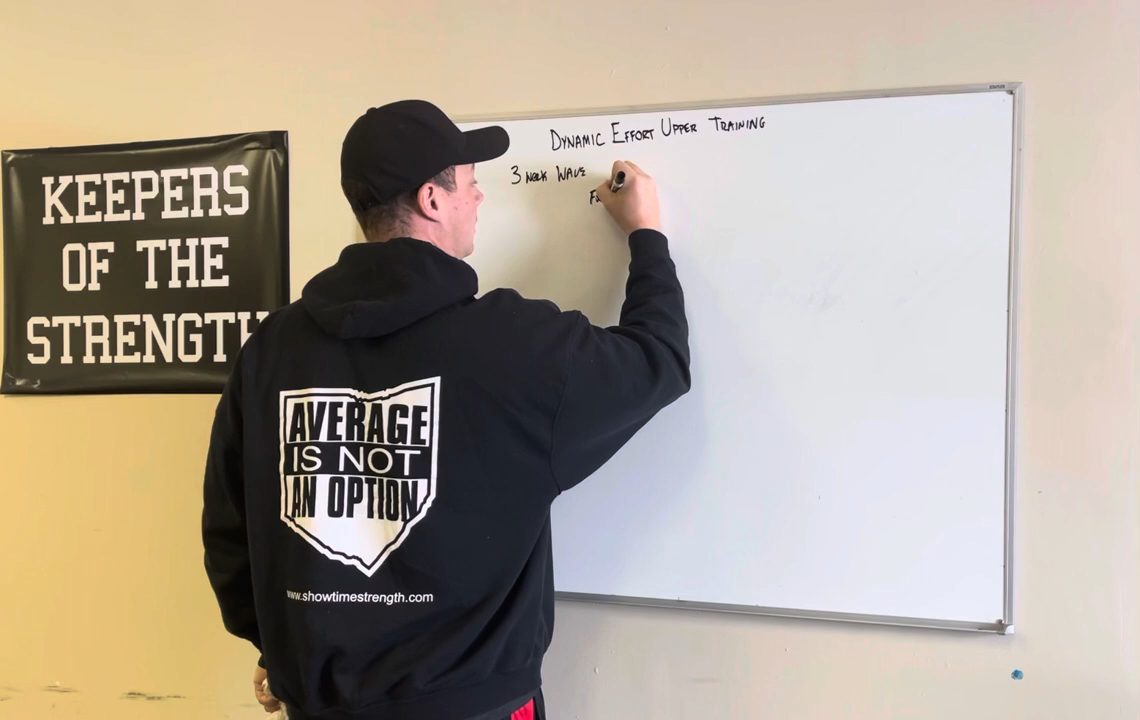 KEEPERS
OF THE
STRENGTH
DYNAMIC EFFORT UPPER TRAINING
3 WEEK WAVE
AVERAGE
IS NOT
AN OPTION
www.showtimestrength.com